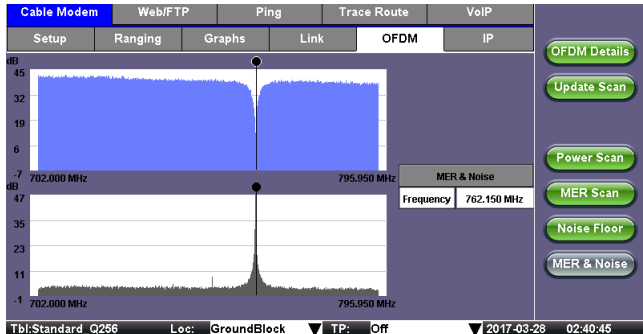 Cable Modem Web/FTP Ping Trace Route VoIP
Setup Ranging Graphs Link OFDM IP
OFDM Details
dB
45
Update Scan
32
19
6
Power Scan
-7
702.000 MHz 795.950 MHz
MER & Noise
dB
47
Frequency 762.150 MHz
MER Scan
35
Noise Floor
23
MER & Noise
11
-1
702.000 MHz 795.950 MHz
Tbl:Standard_Q256 Loc: GroundBlock TP: Off 2017-03-28 02:40:45